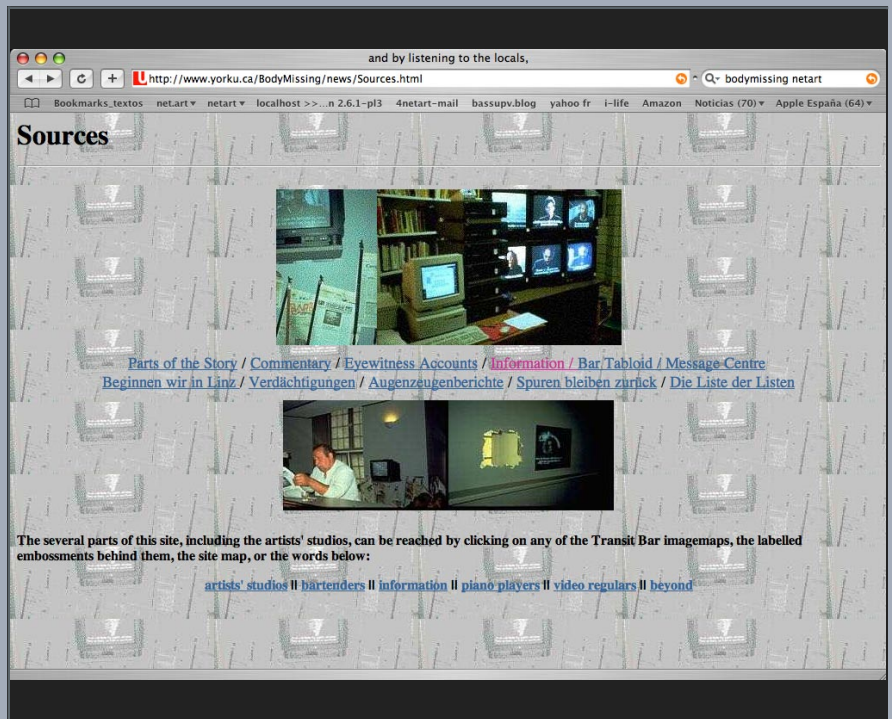 and by listening to the locals,
http://www.yorku.ca/BodyMissing/news/Sources.html
bodymissing netart
Bookmarks_textos net.art netart localhost >>...n 2.6.1-pl3 4netart-mail bassupv.blog yahoo fr i-life Amazon Noticias (70) Apple España (64)
Sources
Parts of the Story / Commentary / Eyewitness Accounts / Information / Bar Tabloid / Message Centre
Beginnen wir in Linz / Verdächtigungen / Augenzeugenberichte / Spuren bleiben zurück / Die Liste der Listen
The several parts of this site, including the artists' studios, can be reached by clicking on any of the Transit Bar imagemaps, the labelled
embossments behind them, the site map, or the words below:
artists' studios || bartenders || information || piano players || video regulars || beyond